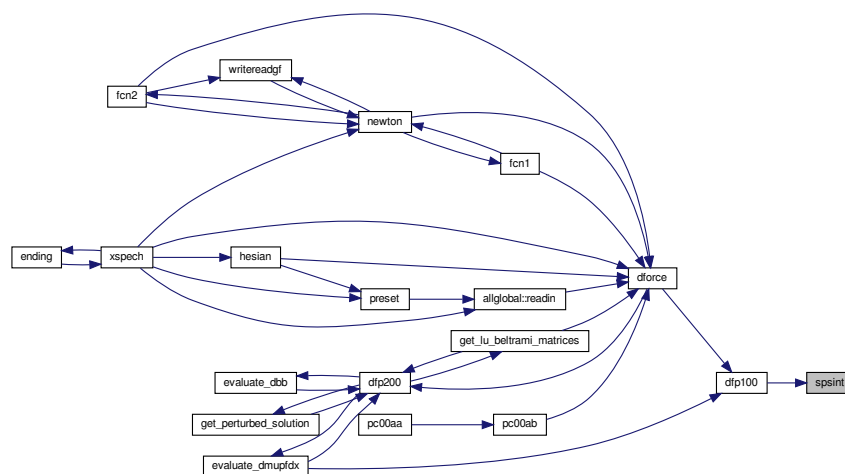 writereadgf
fcn2
newton
fcn1
ending
xspech
hesian
dforce
preset
allglobal::readin
get_lu_beltrami_matrices
evaluate_dbb
dfp200
dfp100
spsint
get_perturbed_solution
pc00aa
pc00ab
evaluate_dmupfdx